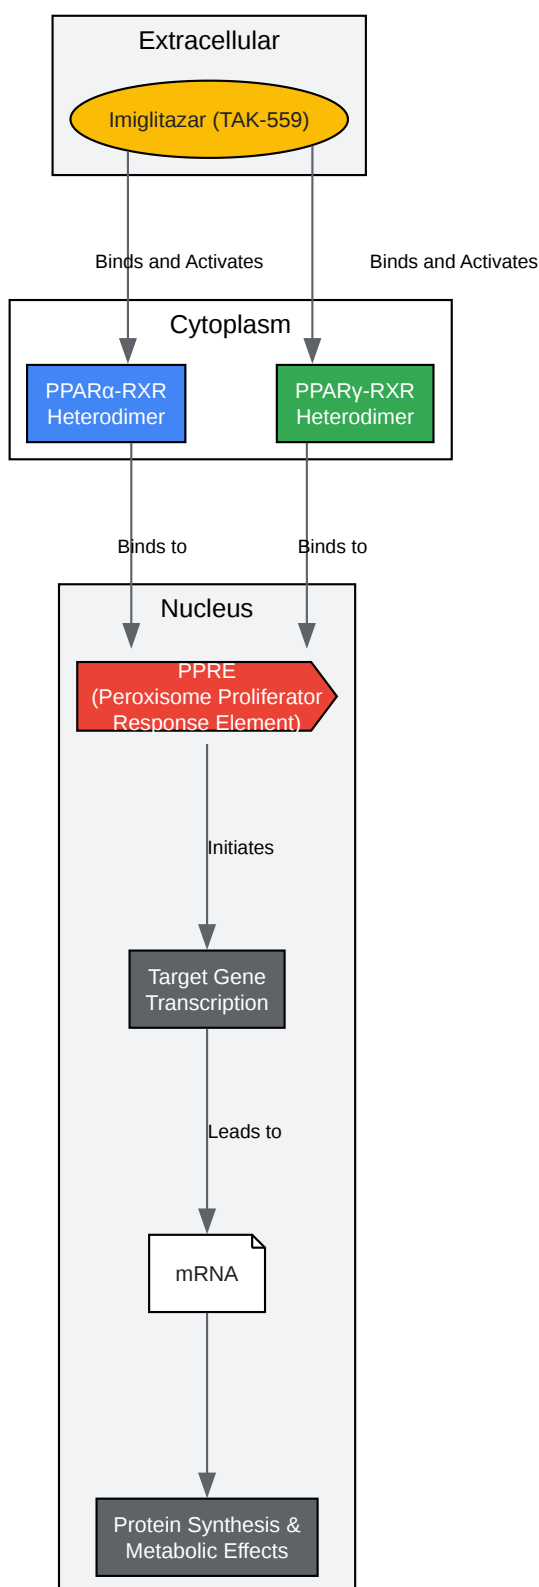 Extracellular
Imiglitazar (TAK-559)
Binds and Activates
Binds and Activates
Cytoplasm
PPARα-RXR
Heterodimer
PPARγ-RXR
Heterodimer
Binds to
Binds to
Nucleus
PPRE
(Peroxisome Proliferator
Response Element)
Initiates
Target Gene
Transcription
Leads to
mRNA
Protein Synthesis &
Metabolic Effects